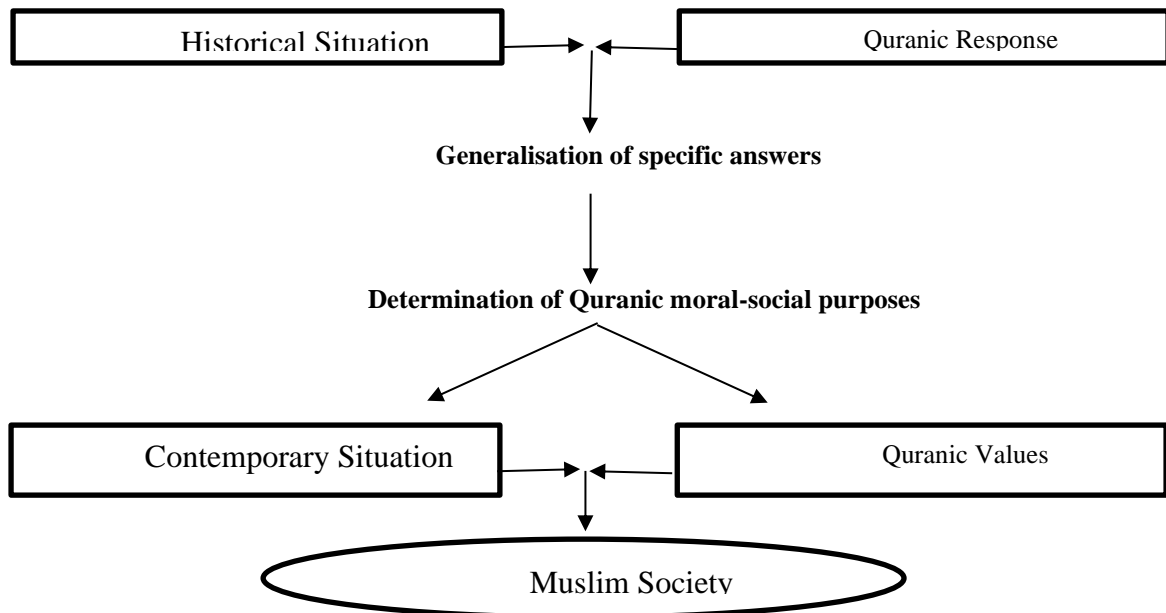 Historical Situation
Quranic Response
Generalisation of specific answers
Determination of Quranic moral-social purposes
Contemporary Situation
Quranic Values
Muslim Society